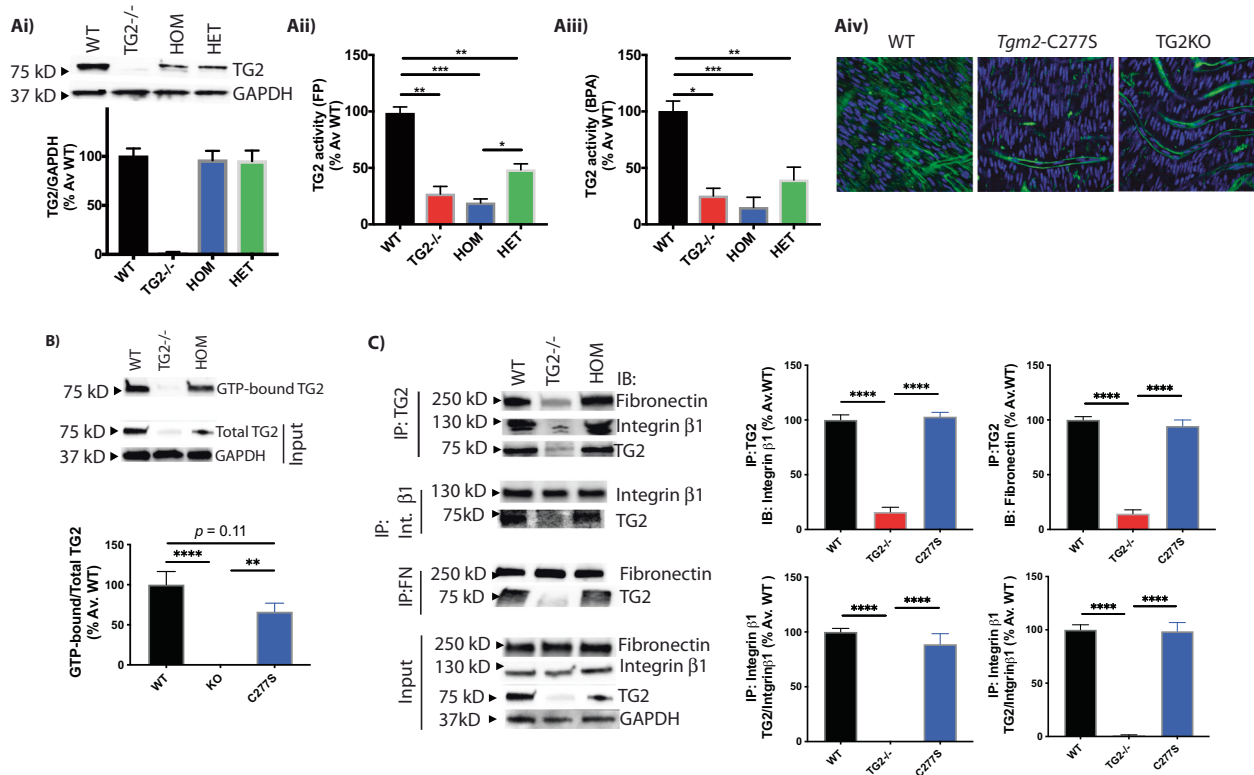 Ai)
WT
TG2-/-
HOM
HET
75 kD
TG2
37 kD
GAPDH
TG2/GAPDH
(% Av WT)
100
50
0
WT
TG2-/-
HOM
HET
Aii)
TG2 activity (FP)
(% Av WT)
150
100
50
0
**
***
**
*
WT
TG2-/-
HOM
HET
Aiii)
TG2 activity (BPA)
(% Av WT)
150
100
50
0
**
***
*
WT
TG2-/-
HOM
HET
Aiv)
WT
Tgm2-C277S
TG2KO
B)
WT
TG2-/-
HOM
75 kD
GTP-bound TG2
75 kD
Total TG2
37 kD
GAPDH
Input
GTP-bound/Total TG2
(% Av. WT)
150
100
50
0
p = 0.11
****
**
WT
KO
C277S
C)
WT
TG2-/-
HOM
IB:
IP: TG2
250 kD
Fibronectin
130 kD
Integrin β1
75 kD
TG2
IP:
Int. β1
130 kD
Integrin β1
75kD
TG2
IP:FN
250 kD
Fibronectin
75 kD
TG2
Input
250 kD
Fibronectin
130 kD
Integrin β1
75 kD
TG2
37kD
GAPDH
IP:TG2
IB: Integrin β1 (% Av.WT)
150
100
50
0
****
****
WT
TG2-/-
C277S
IP:TG2
IB: Fibronectin (% Av.WT)
150
100
50
0
****
****
WT
TG2-/-
C277S
IP: Integrin β1
TG2/Intgrinβ1 (% Av. WT )
150
100
50
0
****
****
WT
TG2-/-
C277S
IP: Integrin β1
TG2/Intgrinβ1 (% Av. WT )
150
100
50
0
****
****
WT
TG2-/-
C277S